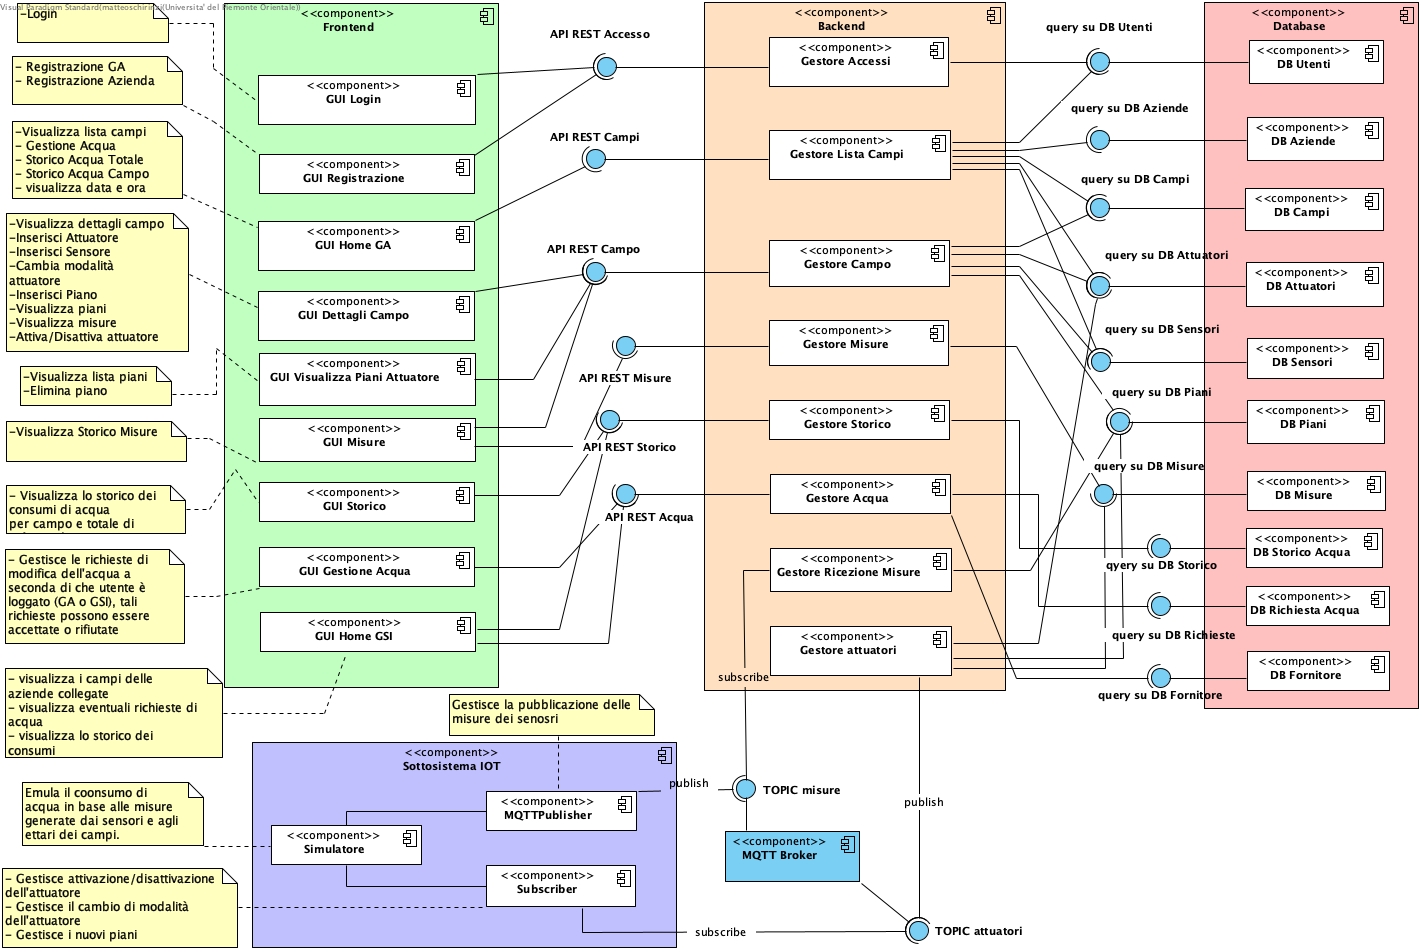 Visual Paradigm Standard(matteoschirinzi(Universita' del Piemonte Orientale))
-Login
- Registrazione GA
- Registrazione Azienda
-Visualizza lista campi
- Gestione Acqua
- Storico Acqua Totale
- Storico Acqua Campo
- visualizza data e ora
-Visualizza dettagli campo
-Inserisci Attuatore
-Inserisci Sensore
-Cambia modalità
attuatore
-Inserisci Piano
-Visualizza piani
-Visualizza misure
-Attiva/Disattiva attuatore
-Visualizza lista piani
-Elimina piano
-Visualizza Storico Misure
- Visualizza lo storico dei
consumi di acqua
per campo e totale di
- Gestisce le richieste di
modifica dell'acqua a
seconda di che utente è
loggato (GA o GSI), tali
richieste possono essere
accettate o rifiutate
- visualizza i campi delle
aziende collegate
- visualizza eventuali richieste di
acqua
- visualizza lo storico dei
consumi
Emula il coonsumo di
acqua in base alle misure
generate dai sensori e agli
ettari dei campi.
- Gestisce attivazione/disattivazione
dell'attuatore
- Gestisce il cambio di modalità
dell'attuatore
- Gestisce i nuovi piani
<<component>>
Frontend
<<component>>
GUI Login
<<component>>
GUI Registrazione
<<component>>
GUI Home GA
<<component>>
GUI Dettagli Campo
<<component>>
GUI Visualizza Piani Attuatore
<<component>>
GUI Misure
<<component>>
GUI Storico
<<component>>
GUI Gestione Acqua
<<component>>
GUI Home GSI
API REST Accesso
API REST Campi
API REST Campo
API REST Misure
API REST Storico
API REST Acqua
<<component>>
Backend
<<component>>
Gestore Accessi
<<component>>
Gestore Lista Campi
<<component>>
Gestore Campo
<<component>>
Gestore Misure
<<component>>
Gestore Storico
<<component>>
Gestore Acqua
<<component>>
Gestore Ricezione Misure
<<component>>
Gestore attuatori
query su DB Utenti
query su DB Aziende
query su DB Campi
query su DB Attuatori
query su DB Sensori
query su DB Piani
query su DB Misure
qyery su DB Storico
query su DB Richieste
query su DB Fornitore
<<component>>
Database
<<component>>
DB Utenti
<<component>>
DB Aziende
<<component>>
DB Campi
<<component>>
DB Attuatori
<<component>>
DB Sensori
<<component>>
DB Piani
<<component>>
DB Misure
<<component>>
DB Storico Acqua
<<component>>
DB Richiesta Acqua
<<component>>
DB Fornitore
Gestisce la pubblicazione delle
misure dei senosri
<<component>>
Sottosistema IOT
<<component>>
MQTTPublisher
<<component>>
Simulatore
<<component>>
Subscriber
subscribe
publish
TOPIC misure
publish
<<component>>
MQTT Broker
subscribe
TOPIC attuatori